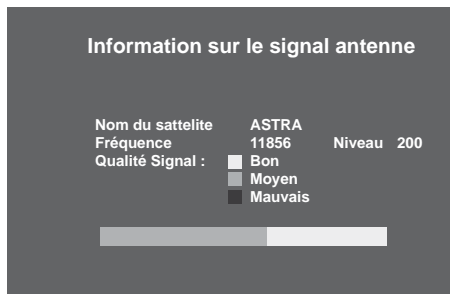 Information sur le signal antenne
Nom du sattelite ASTRA
Fréquence 11856 Niveau 200
Qualité Signal : Bon
Moyen
Mauvais